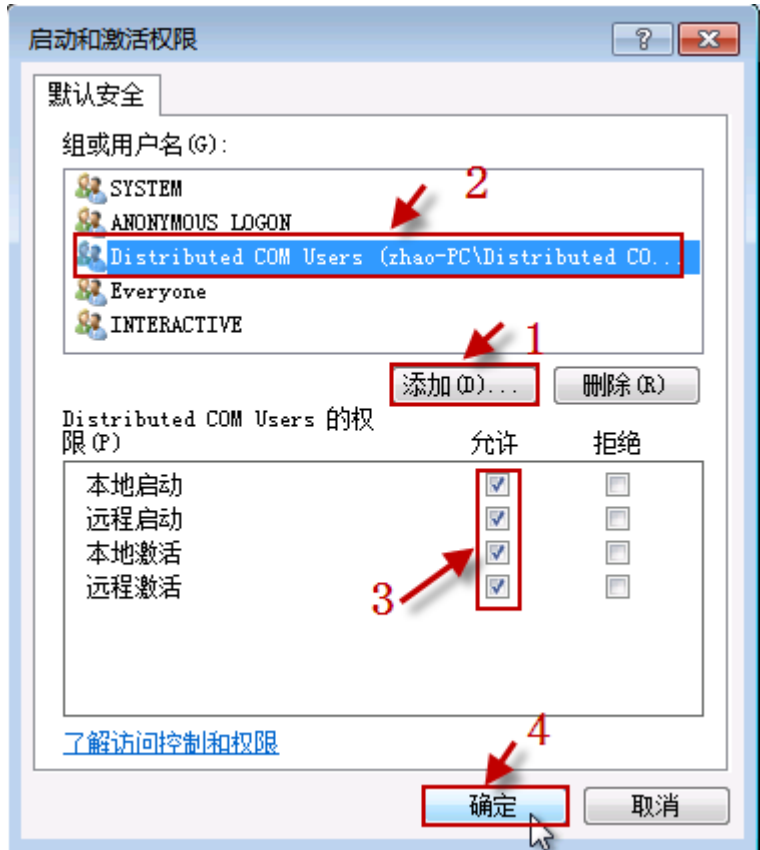 启动和激活权限
默认安全
组或用户名(G):
2
SYSTEM
ANONYMOUS LOGON
Distributed COM Users (zhao-PC\Distributed CO...
Everyone
INTERACTIVE
1
添加(D)... 删除(R)
Distributed COM Users 的权
限(P) 允许 拒绝
本地启动
远程启动
本地激活
远程激活
3
了解访问控制和权限
4
确定 取消